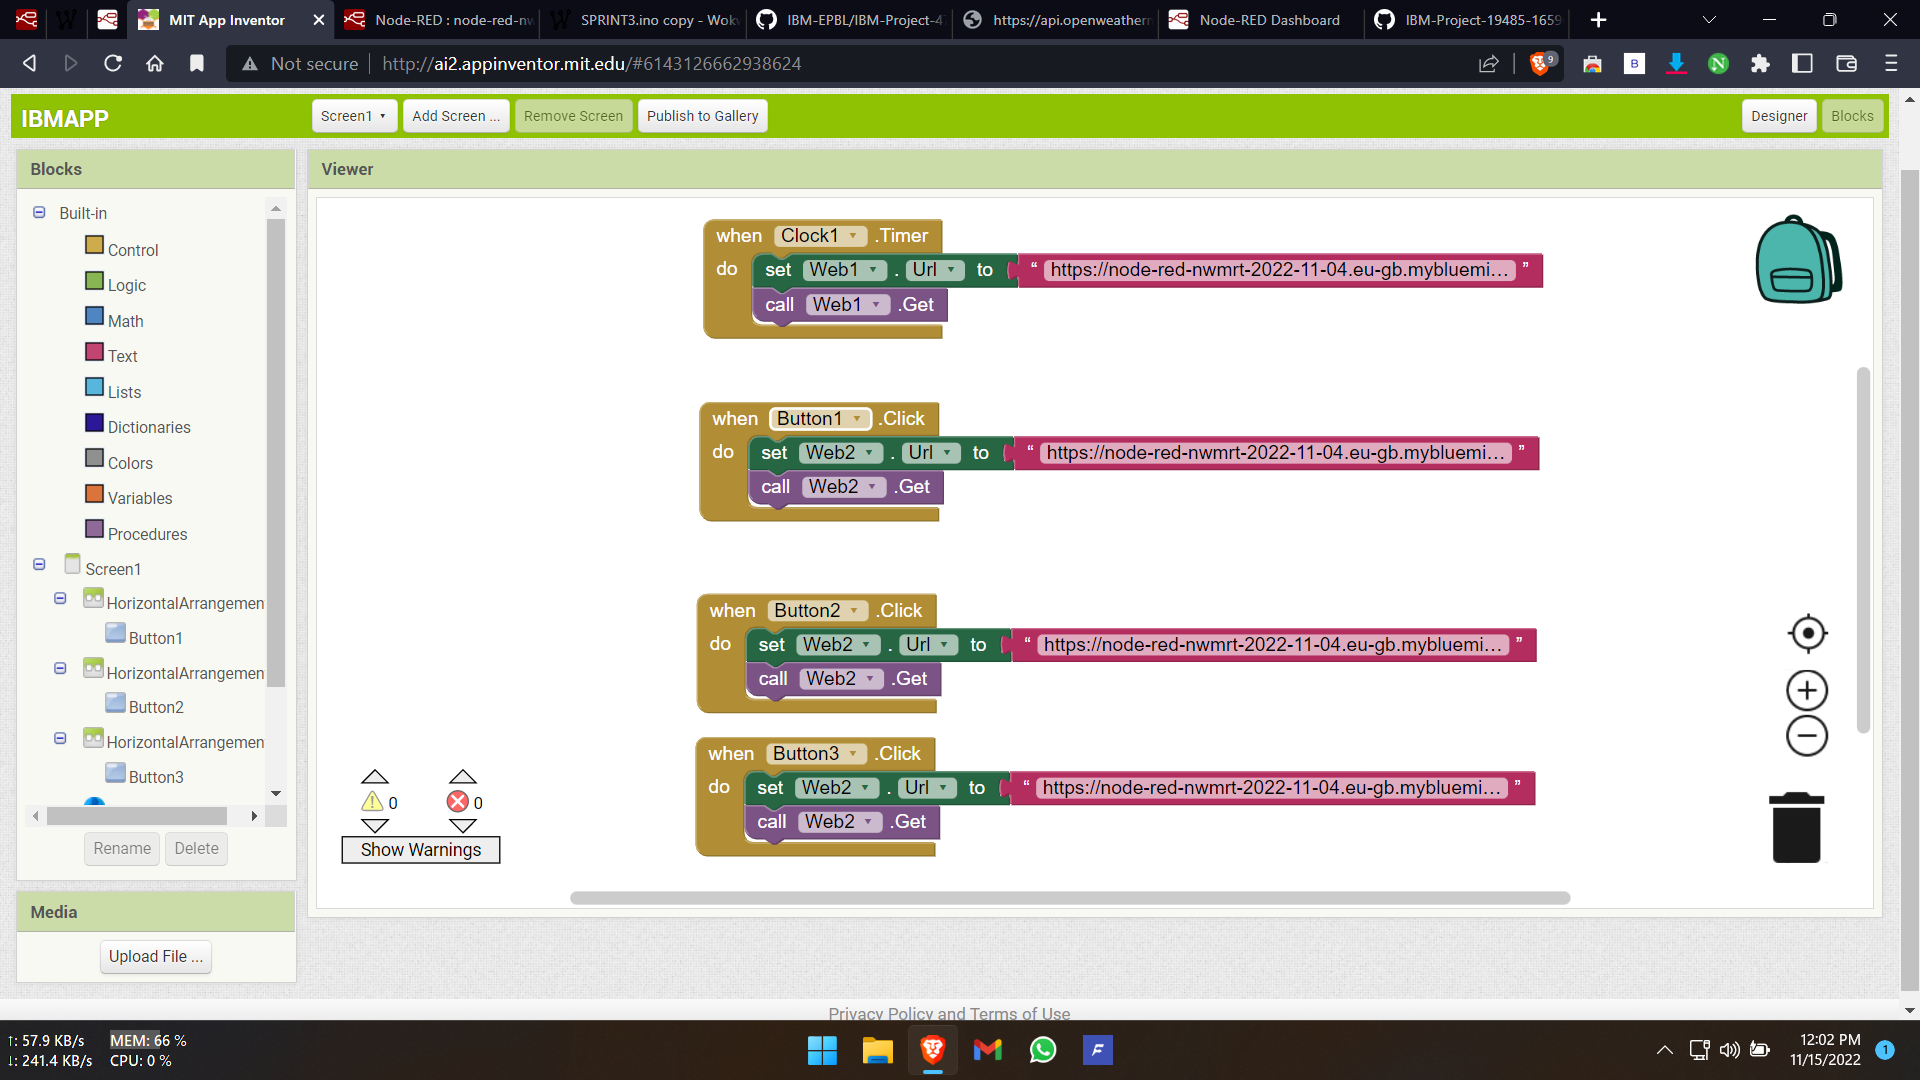 MIT App Inventor
Node-RED : node-red-nw
SPRINT3.ino copy - Wokw
IBM-EPBL/IBM-Project-4
https://api.openweatherm
Node-RED Dashboard
IBM-Project-19485-1659
Not secure
http://ai2.appinventor.mit.edu/#6143126662938624
9
B
N
IBMAPP
Screen1
Add Screen ...
Remove Screen
Publish to Gallery
Designer
Blocks
Blocks
Viewer
Built-in
Control
Logic
Math
Text
Lists
Dictionaries
Colors
Variables
Procedures
Screen1
HorizontalArrangemen
Button1
HorizontalArrangemen
Button2
HorizontalArrangemen
Button3
Rename
Delete
Media
Upload File ...
when Clock1 .Timer
do set Web1 . Url to “ https://node-red-nwmrt-2022-11-04.eu-gb.mybluemi... ”
call Web1 .Get
when Button1 .Click
do set Web2 . Url to “ https://node-red-nwmrt-2022-11-04.eu-gb.mybluemi... ”
call Web2 .Get
when Button2 .Click
do set Web2 . Url to “ https://node-red-nwmrt-2022-11-04.eu-gb.mybluemi... ”
call Web2 .Get
when Button3 .Click
do set Web2 . Url to “ https://node-red-nwmrt-2022-11-04.eu-gb.mybluemi... ”
call Web2 .Get
0
0
Show Warnings
Privacy Policy and Terms of Use
↑: 57.9 KB/s
↓: 241.4 KB/s
MEM: 66 %
CPU: 0 %
F
12:02 PM
11/15/2022
1